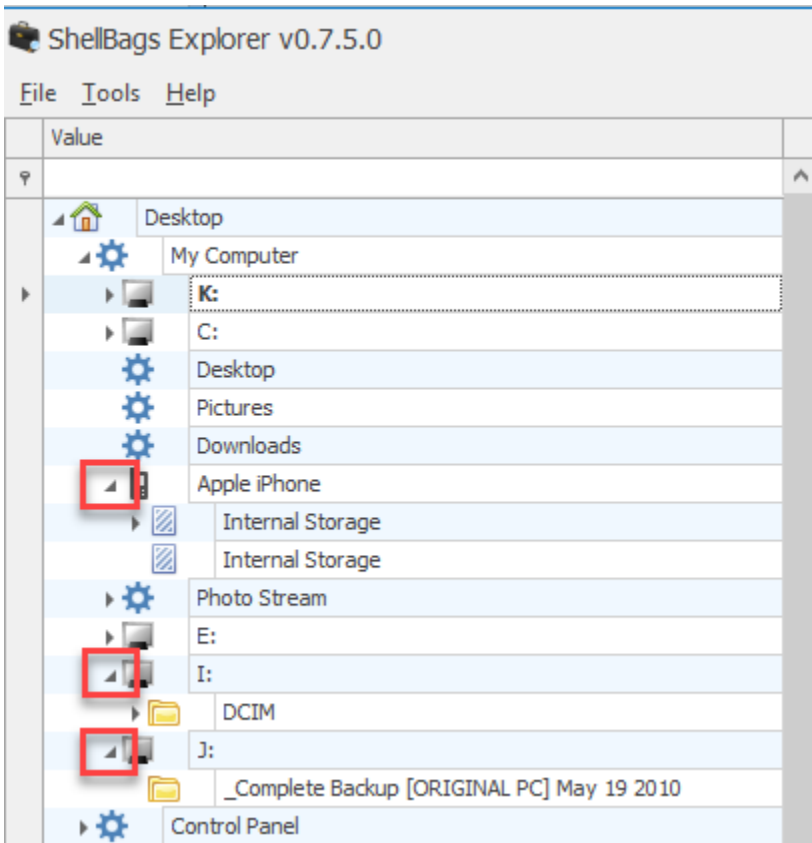 ShellBags Explorer v0.7.5.0
File Tools Help
Value
Desktop
My Computer
K:
C:
Desktop
Pictures
Downloads
Apple iPhone
Internal Storage
Internal Storage
Photo Stream
E:
I:
DCIM
J:
_Complete Backup [ORIGINAL PC] May 19 2010
Control Panel